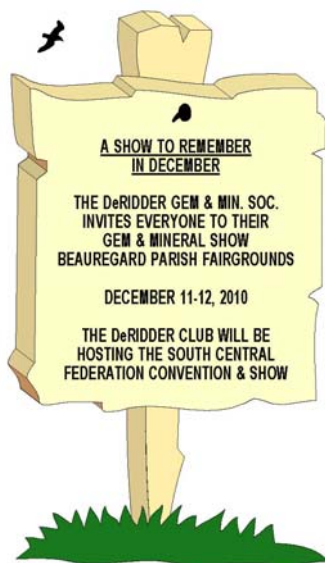 A SHOW TO REMEMBER
IN DECEMBER
THE DeRIDDER GEM & MIN. SOC.
INVITES EVERYONE TO THEIR
GEM & MINERAL SHOW
BEAUREGARD PARISH FAIRGROUNDS
DECEMBER 11-12, 2010
THE DeRIDDER CLUB WILL BE
HOSTING THE SOUTH CENTRAL
FEDERATION CONVENTION & SHOW